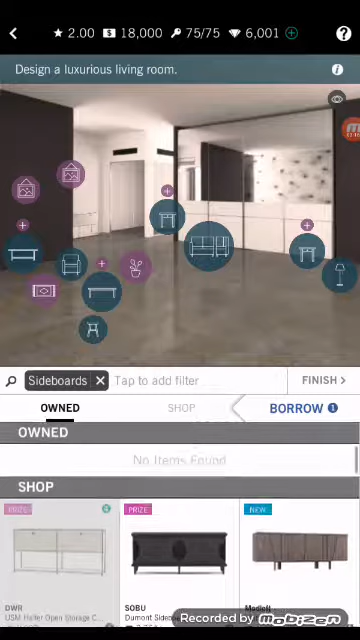 2.00 18,000 75/75 6,001
Design a luxurious living room.
Sideboards Tap to add filter FINISH
OWNED SHOP BORROW 1
OWNED
No Items Found
SHOP
PRIZE PRIZE NEW
DWR SOBU
USM Haller Open Storage C...
Recorded by MOBIZEN